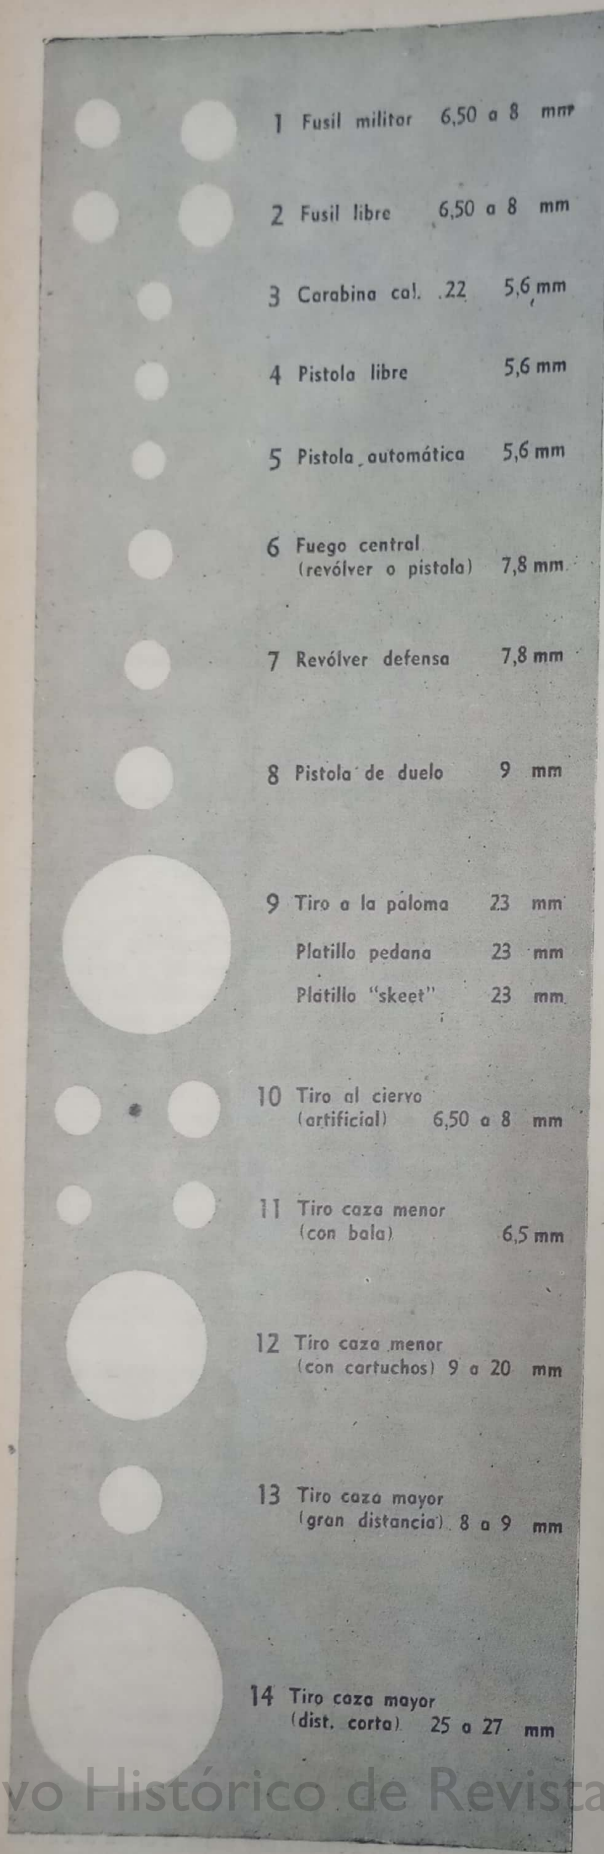 1 Fusil militar 6,50 a 8 mm
2 Fusil libre 6,50 a 8 mm
3 Carabina cal. .22 5,6 mm
4 Pistola libre 5,6 mm
5 Pistola automática 5,6 mm
6 Fuego central
(revólver o pistola) 7,8 mm
7 Revólver defensa 7,8 mm
8 Pistola de duelo 9 mm
9 Tiro a la paloma 23 mm
Platillo pedana 23 mm
Platillo "skeet" 23 mm
10 Tiro al ciervo
(artificial) 6,50 a 8 mm
11 Tiro caza menor
(con bala) 6,5 mm
12 Tiro caza menor
(con cartuchos) 9 a 20 mm
13 Tiro caza mayor
(gran distancia) 8 a 9 mm
14 Tiro caza mayor
(dist. corta) 25 a 27 mm
vo Histórico de Revista